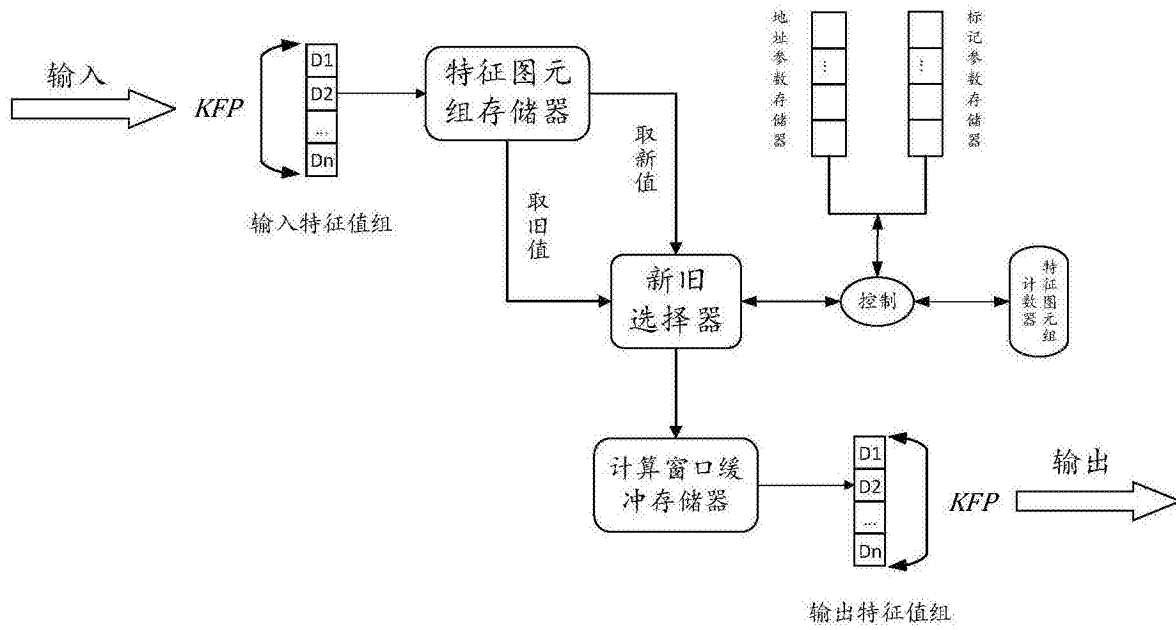 输入
KFP
D1
D2
...
Dn
输入特征值组
特征图元
组存储器
取旧值
取新值
地址参数存储器
...
标记参数存储器
...
新旧
选择器
控制
特征图元组
计数器
计算窗口缓
冲存储器
D1
D2
...
Dn
KFP
输出
输出特征值组